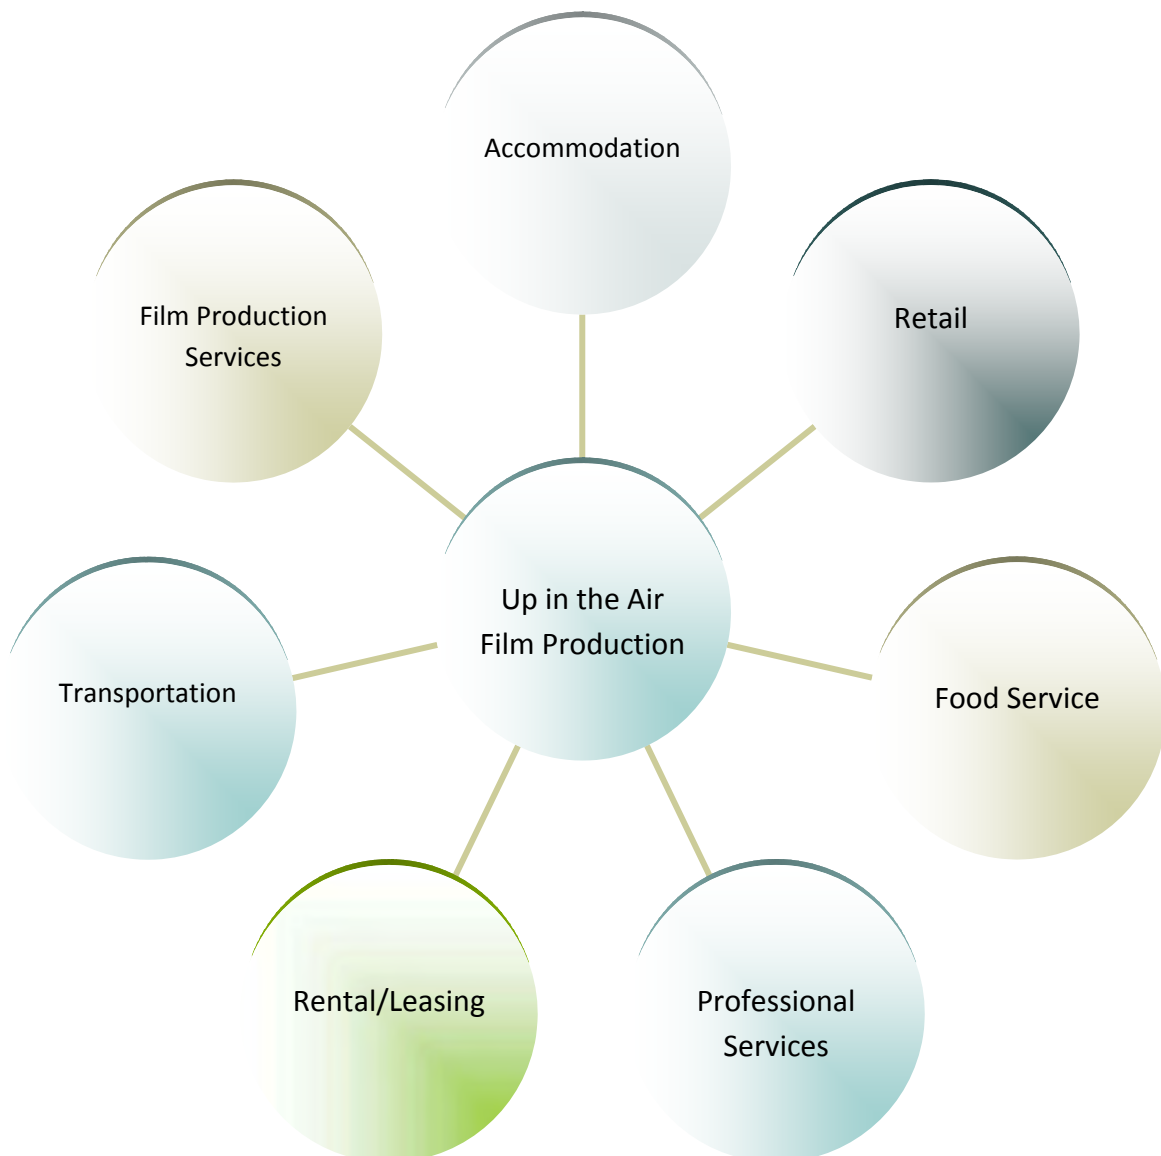 Accommodation
Film Production
Services
Retail
Up in the Air
Film Production
Transportation
Food Service
Rental/Leasing
Professional
Services